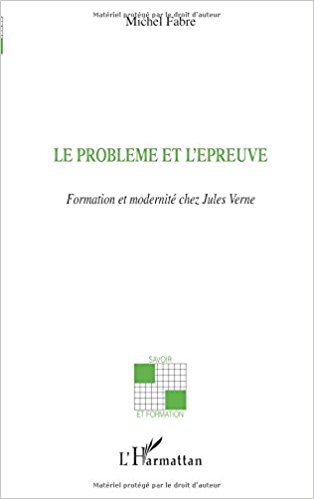 Matériel protégé par le droit d'auteur
Michel Fabre
LE PROBLEME ET L'EPREUVE
Formation et modernité chez Jules Verne
SAVOIR
ET FORMATION
L'Harmattan
Matériel protégé par le droit d'auteur